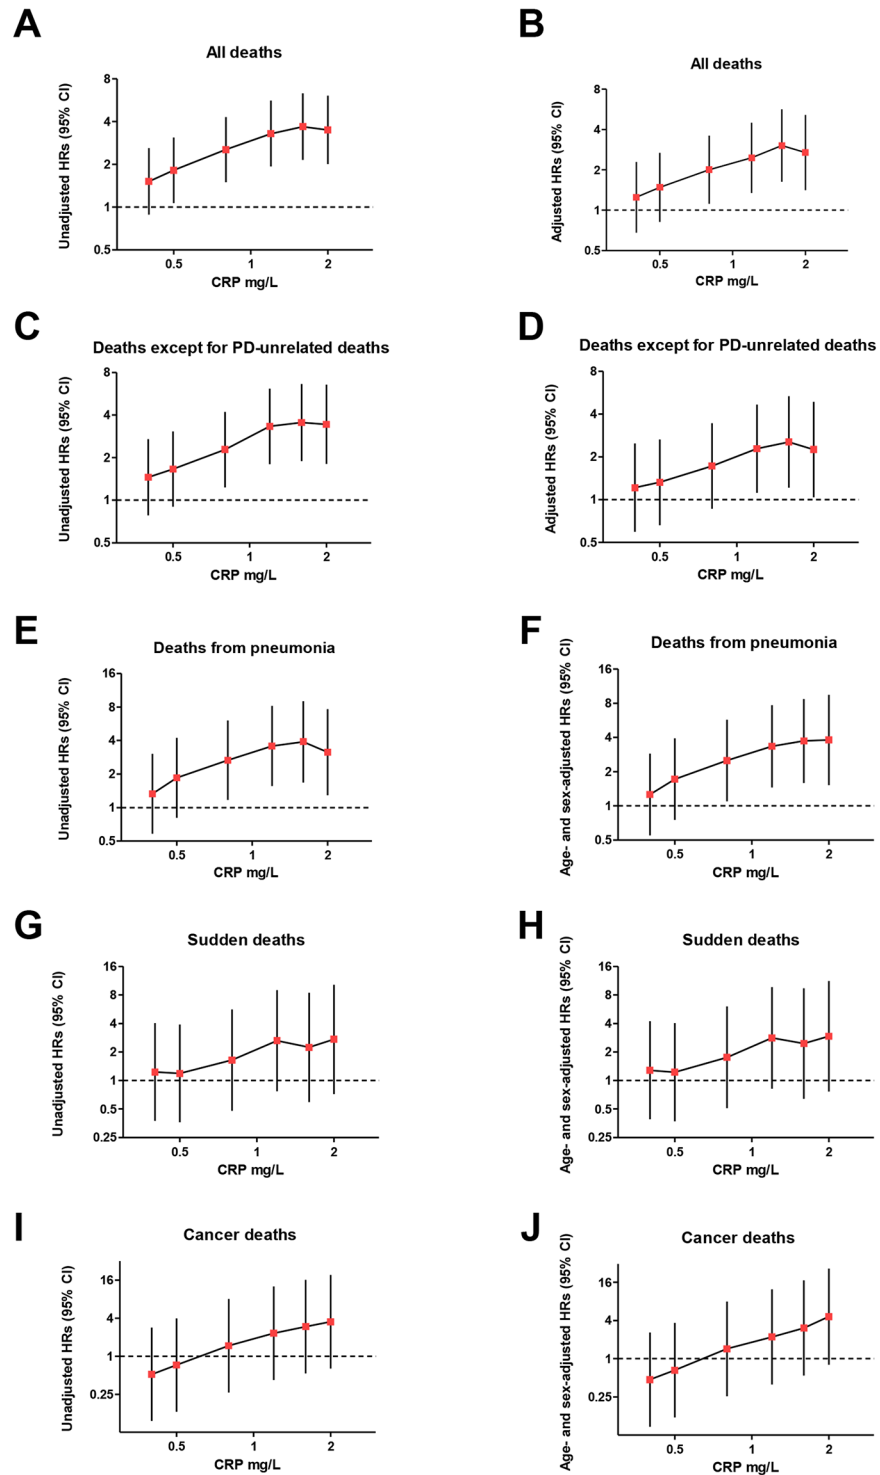 A
All deaths
Unadjusted HRs (95% CI)
8
4
2
1
0.5
0.5
1
2
CRP mg/L
B
All deaths
Adjusted HRs (95% CI)
8
4
2
1
0.5
0.5
1
2
CRP mg/L
C
Deaths except for PD-unrelated deaths
Unadjusted HRs (95% CI)
8
4
2
1
0.5
0.5
1
2
CRP mg/L
D
Deaths except for PD-unrelated deaths
Adjusted HRs (95% CI)
8
4
2
1
0.5
0.5
1
2
CRP mg/L
E
Deaths from pneumonia
Unadjusted HRs (95% CI)
16
8
4
2
1
0.5
0.5
1
2
CRP mg/L
F
Deaths from pneumonia
Age- and sex-adjusted HRs (95% CI)
16
8
4
2
1
0.5
0.5
1
2
CRP mg/L
G
Sudden deaths
Unadjusted HRs (95% CI)
16
8
4
2
1
0.5
0.25
0.5
1
2
CRP mg/L
H
Sudden deaths
Age- and sex-adjusted HRs (95% CI)
16
8
4
2
1
0.5
0.25
0.5
1
2
CRP mg/L
I
Cancer deaths
Unadjusted HRs (95% CI)
16
4
1
0.25
0.5
1
2
CRP mg/L
J
Cancer deaths
Age- and sex-adjusted HRs (95% CI)
16
4
1
0.25
0.5
1
2
CRP mg/L